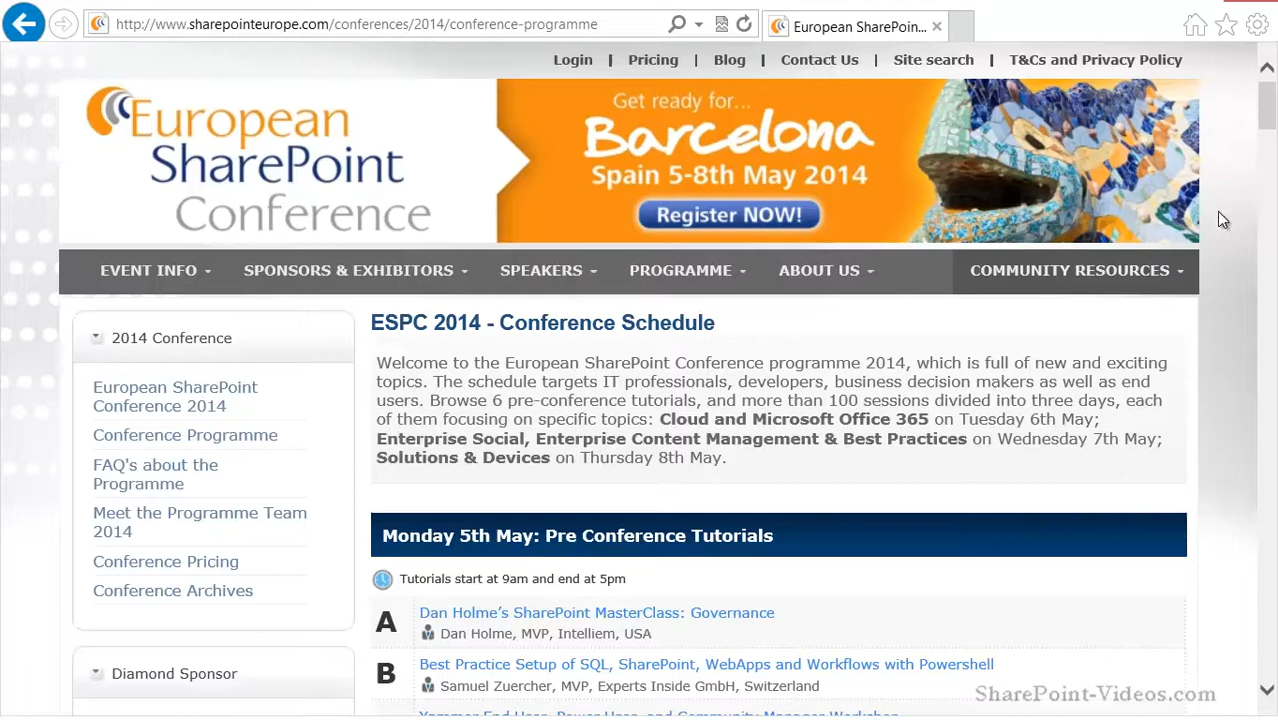 http://www.sharepointeurope.com/conferences/2014/conference-programme
European SharePoin...
Login | Pricing | Blog | Contact Us | Site search | T&Cs and Privacy Policy
European
SharePoint
Conference
Get ready for...
Barcelona
Spain 5-8th May 2014
Register NOW!
EVENT INFO
SPONSORS & EXHIBITORS
SPEAKERS
PROGRAMME
ABOUT US
COMMUNITY RESOURCES
2014 Conference
European SharePoint
Conference 2014
Conference Programme
FAQ's about the
Programme
Meet the Programme Team
2014
Conference Pricing
Conference Archives
Diamond Sponsor
ESPC 2014 - Conference Schedule
Welcome to the European SharePoint Conference programme 2014, which is full of new and exciting
topics. The schedule targets IT professionals, developers, business decision makers as well as end
users. Browse 6 pre-conference tutorials, and more than 100 sessions divided into three days, each
of them focusing on specific topics: Cloud and Microsoft Office 365 on Tuesday 6th May;
Enterprise Social, Enterprise Content Management & Best Practices on Wednesday 7th May;
Solutions & Devices on Thursday 8th May.
Monday 5th May: Pre Conference Tutorials
Tutorials start at 9am and end at 5pm
A
Dan Holme’s SharePoint MasterClass: Governance
Dan Holme, MVP, Intelliem, USA
B
Best Practice Setup of SQL, SharePoint, WebApps and Workflows with Powershell
Samuel Zuercher, MVP, Experts Inside GmbH, Switzerland
Yammer End User, Power User, and Community Manager Workshop
SharePoint-Videos.com